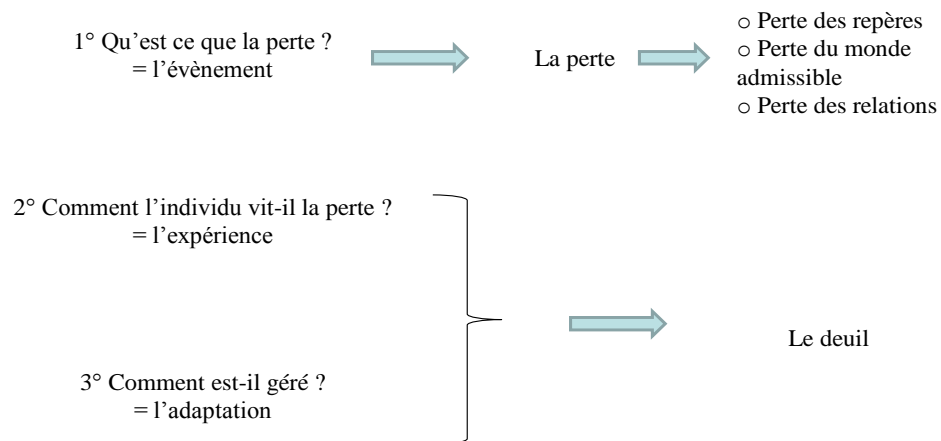 1° Qu'est ce que la perte ?
= l'évènement
La perte
o Perte des repères
o Perte du monde
admissible
o Perte des relations
2° Comment l'individu vit-il la perte ?
= l'expérience
3° Comment est-il géré ?
= l'adaptation
Le deuil